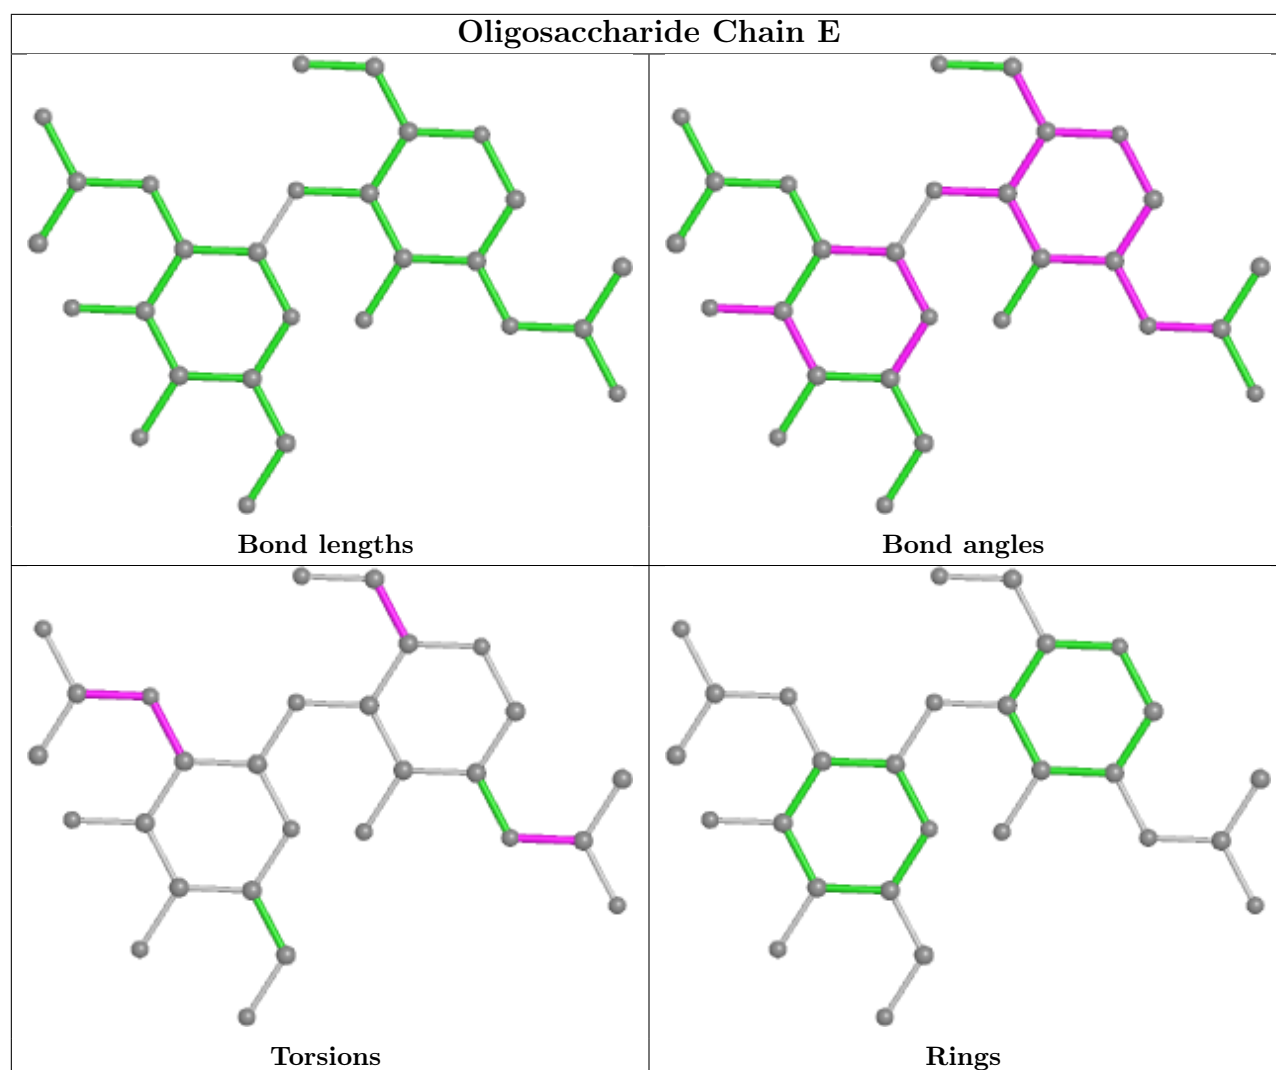 Oligosaccharide Chain E
Bond lengths
Bond angles
Torsions
Rings